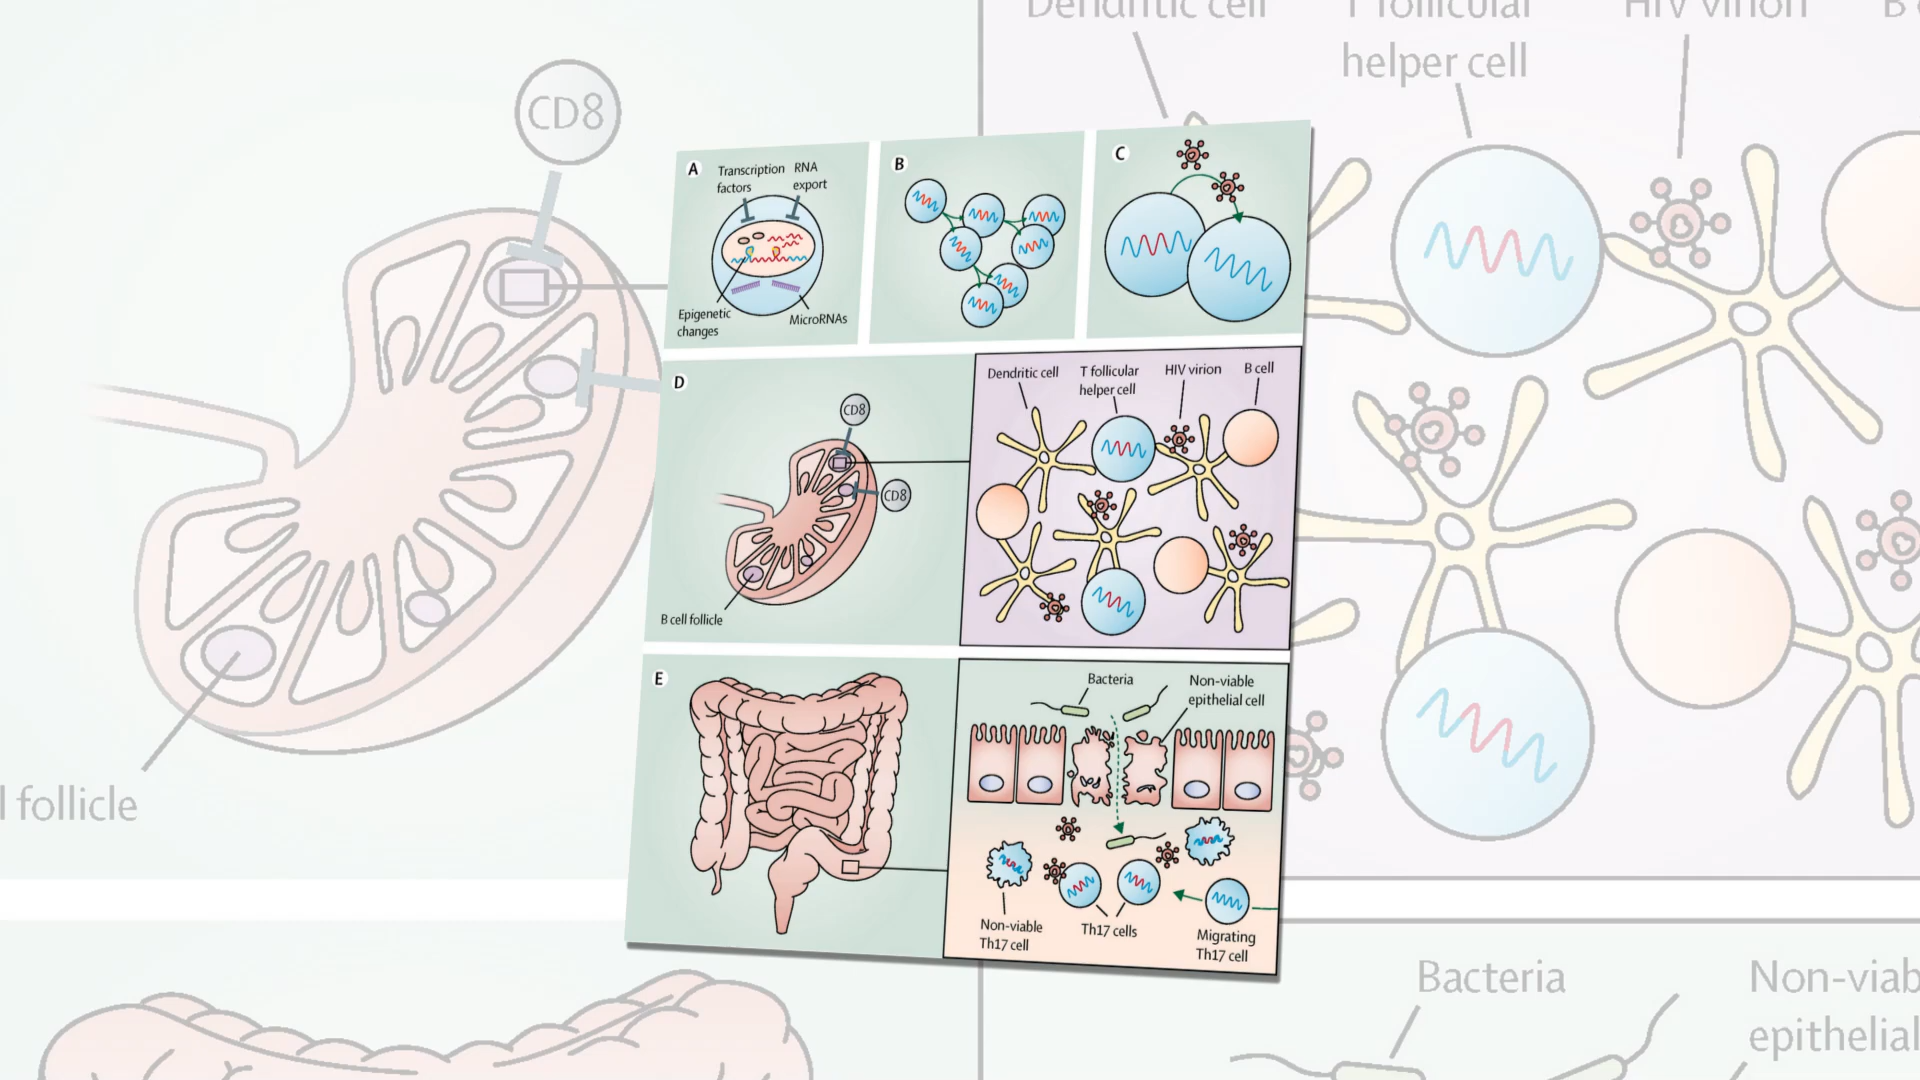 Dendritic cell
T follicular
helper cell
HIV virion
CD8
l follicle
Bacteria
Non-viab
epithelial
A
Transcription
factors
RNA
export
Epigenetic
changes
MicroRNAs
B
C
D
CD8
CD8
B cell follicle
Dendritic cell
T follicular
helper cell
HIV virion
B cell
E
Bacteria
Non-viable
epithelial cell
Non-viable
Th17 cell
Th17 cells
Migrating
Th17 cell